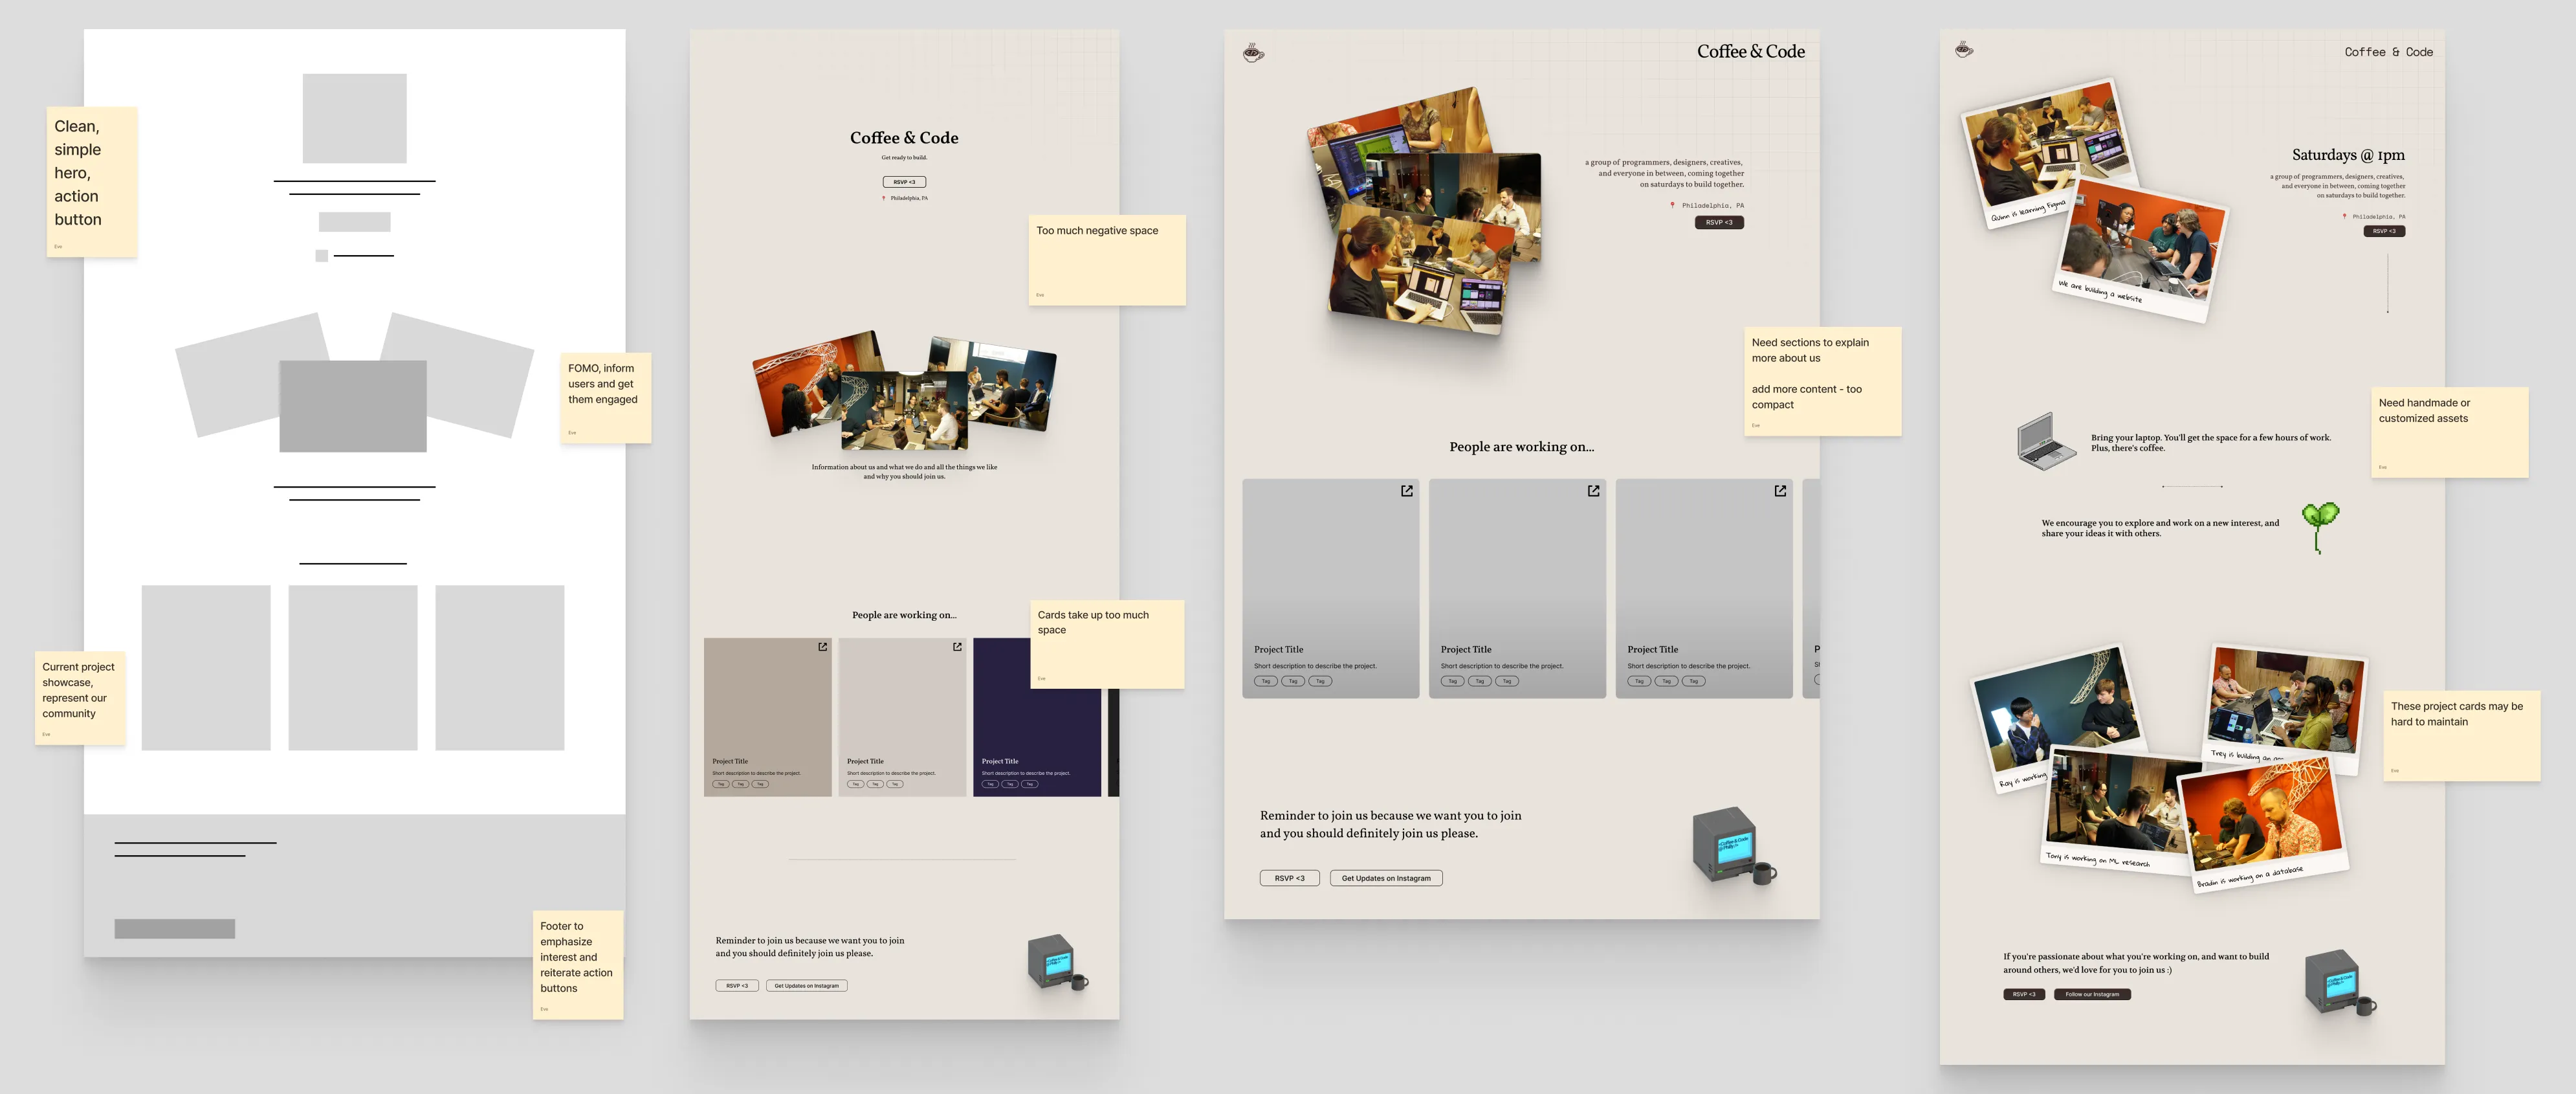 Clean,
simple
hero,
action
button
Eve
FOMO, inform
users and get
them engaged
Eve
Current project
showcase,
represent our
community
Eve
Footer to
emphasize
interest and
reiterate action
buttons
Eve
Coffee & Code
Get ready to build.
RSVP <3
Philadelphia, PA
Too much negative space
Eve
Information about us and what we do and all the things we like
and why you should join us.
People are working on...
Cards take up too much
space
Eve
Project Title
Short description to describe the project.
Tag Tag Tag
Project Title
Short description to describe the project.
Tag Tag Tag
Project Title
Short description to describe the project.
Tag Tag Tag
Reminder to join us because we want you to join
and you should definitely join us please.
RSVP <3
Get Updates on Instagram
<Coffee & Code
@ Philly />
Coffee & Code
a group of programmers, designers, creatives,
and everyone in between, coming together
on saturdays to build together.
Philadelphia, PA
RSVP <3
Need sections to explain
more about us
add more content - too
compact
Eve
People are working on...
Project Title
Short description to describe the project.
Tag Tag Tag
Project Title
Short description to describe the project.
Tag Tag Tag
Project Title
Short description to describe the project.
Tag Tag Tag
P
Sh
Reminder to join us because we want you to join
and you should definitely join us please.
RSVP <3
Get Updates on Instagram
<Coffee & Code
@ Philly />
Coffee & Code
Quinn is learning Figma
We are building a website
Saturdays @ 1pm
a group of programmers, designers, creatives,
and everyone in between, coming together
on saturdays to build together.
Philadelphia, PA
RSVP <3
Need handmade or
customized assets
Eve
Bring your laptop. You'll get the space for a few hours of work.
Plus, there's coffee.
We encourage you to explore and work on a new interest, and
share your ideas it with others.
Ray is working
Trey is building an
Tony is working on ML research
Bradin is working on a database
These project cards may be
hard to maintain
Eve
If you're passionate about what you're working on, and want to build
around others, we'd love for you to join us :)
RSVP <3
Follow our Instagram
<Coffee & Code
@ Philly />